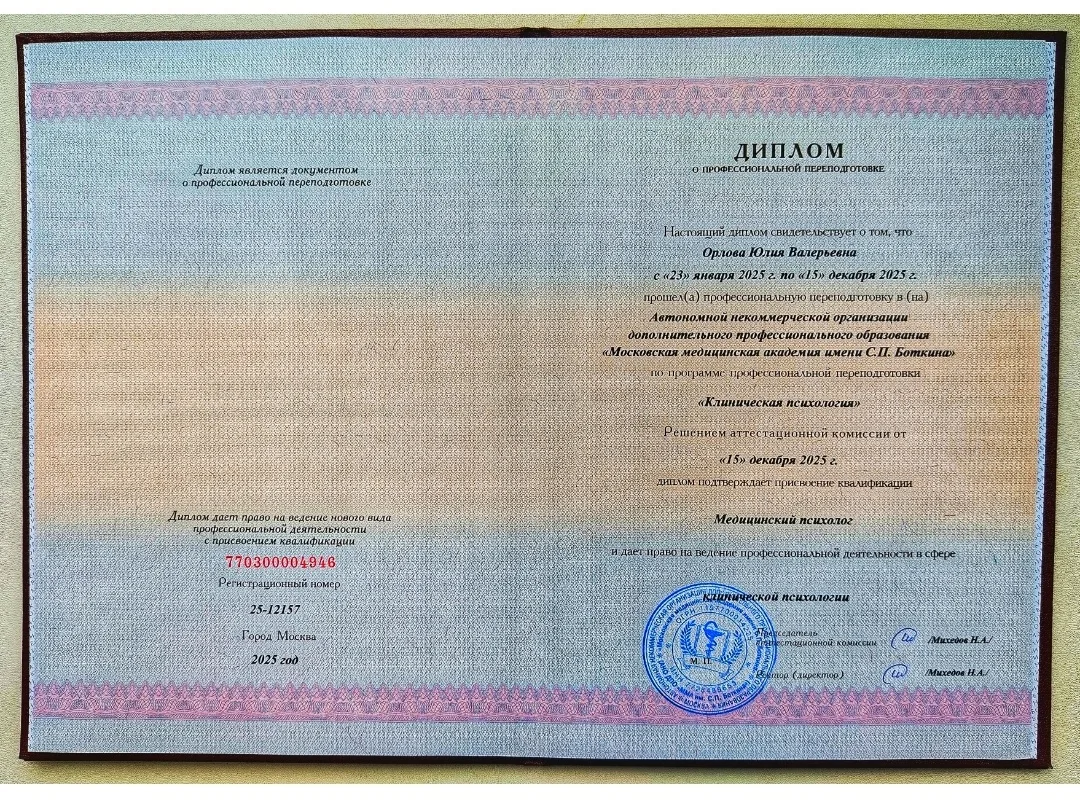 Диплом является документом
о профессиональной переподготовке
Диплом дает право на ведение нового вида
профессиональной деятельности
с присвоением квалификации
770300004946
Регистрационный номер
25-12157
Город Москва
2025 год
ДИПЛОМ
О ПРОФЕССИОНАЛЬНОЙ ПЕРЕПОДГОТОВКЕ
Настоящий диплом свидетельствует о том, что
Орлова Юлия Валерьевна
с «23» января 2025 г. по «15» декабря 2025 г.
прошел(а) профессиональную переподготовку в (на)
Автономной некоммерческой организации
дополнительного профессионального образования
«Московская медицинская академия имени С.П. Боткина»
по программе профессиональной переподготовки
«Клиническая психология»
Решением аттестационной комиссии от
«15» декабря 2025 г.
диплом подтверждает присвоение квалификации
Медицинский психолог
и дает право на ведение профессиональной деятельности в сфере
клинической психологии
Председатель
аттестационной комиссии /Михедов Н.А./
М. П.
Ректор (директор) /Михедов Н.А./